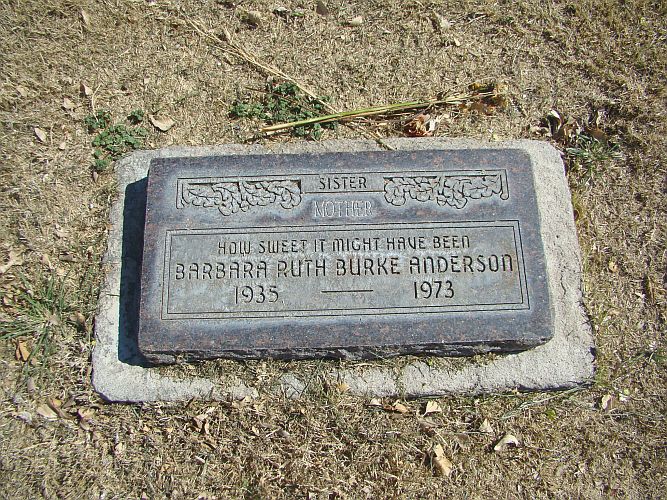 SISTER
MOTHER
HOW SWEET IT MIGHT HAVE BEEN
BARBARA RUTH BURKE ANDERSON
1935 — 1973